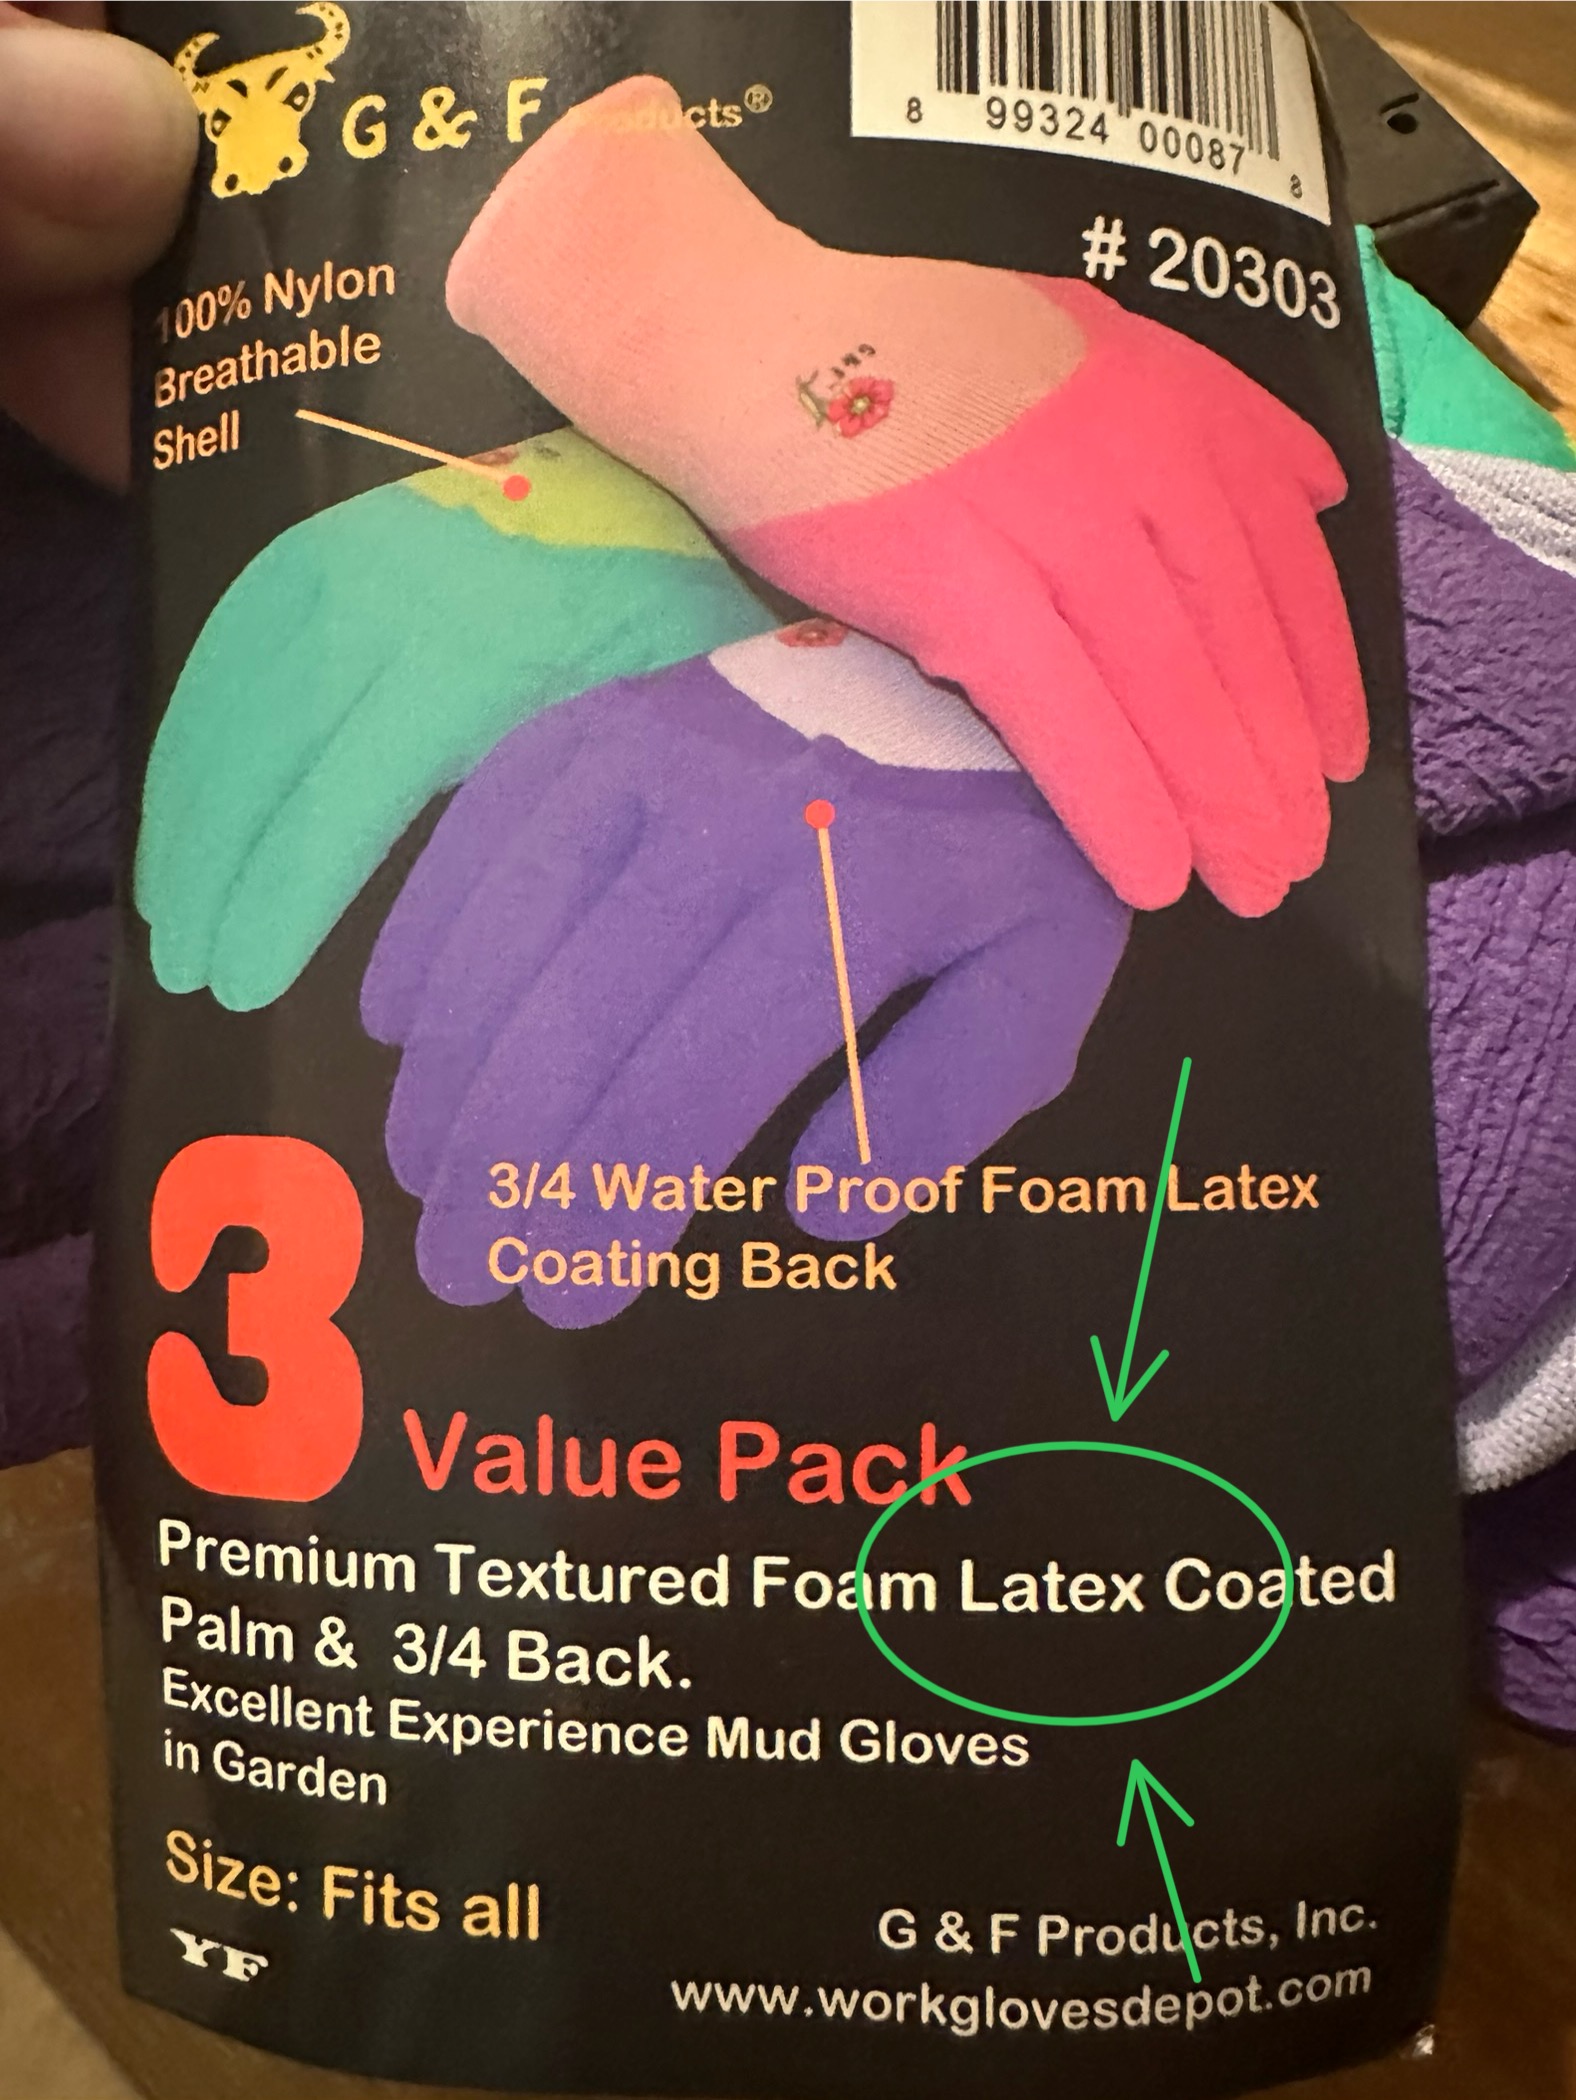 G & F Products®
8 99324 00087 8
# 20303
100% Nylon
Breathable
Shell
3/4 Water Proof Foam Latex
Coating Back
3
Value Pack
Premium Textured Foam Latex Coated
Palm & 3/4 Back.
Excellent Experience Mud Gloves
in Garden
Size: Fits all
YF
G & F Products, Inc.
www.workglovesdepot.com